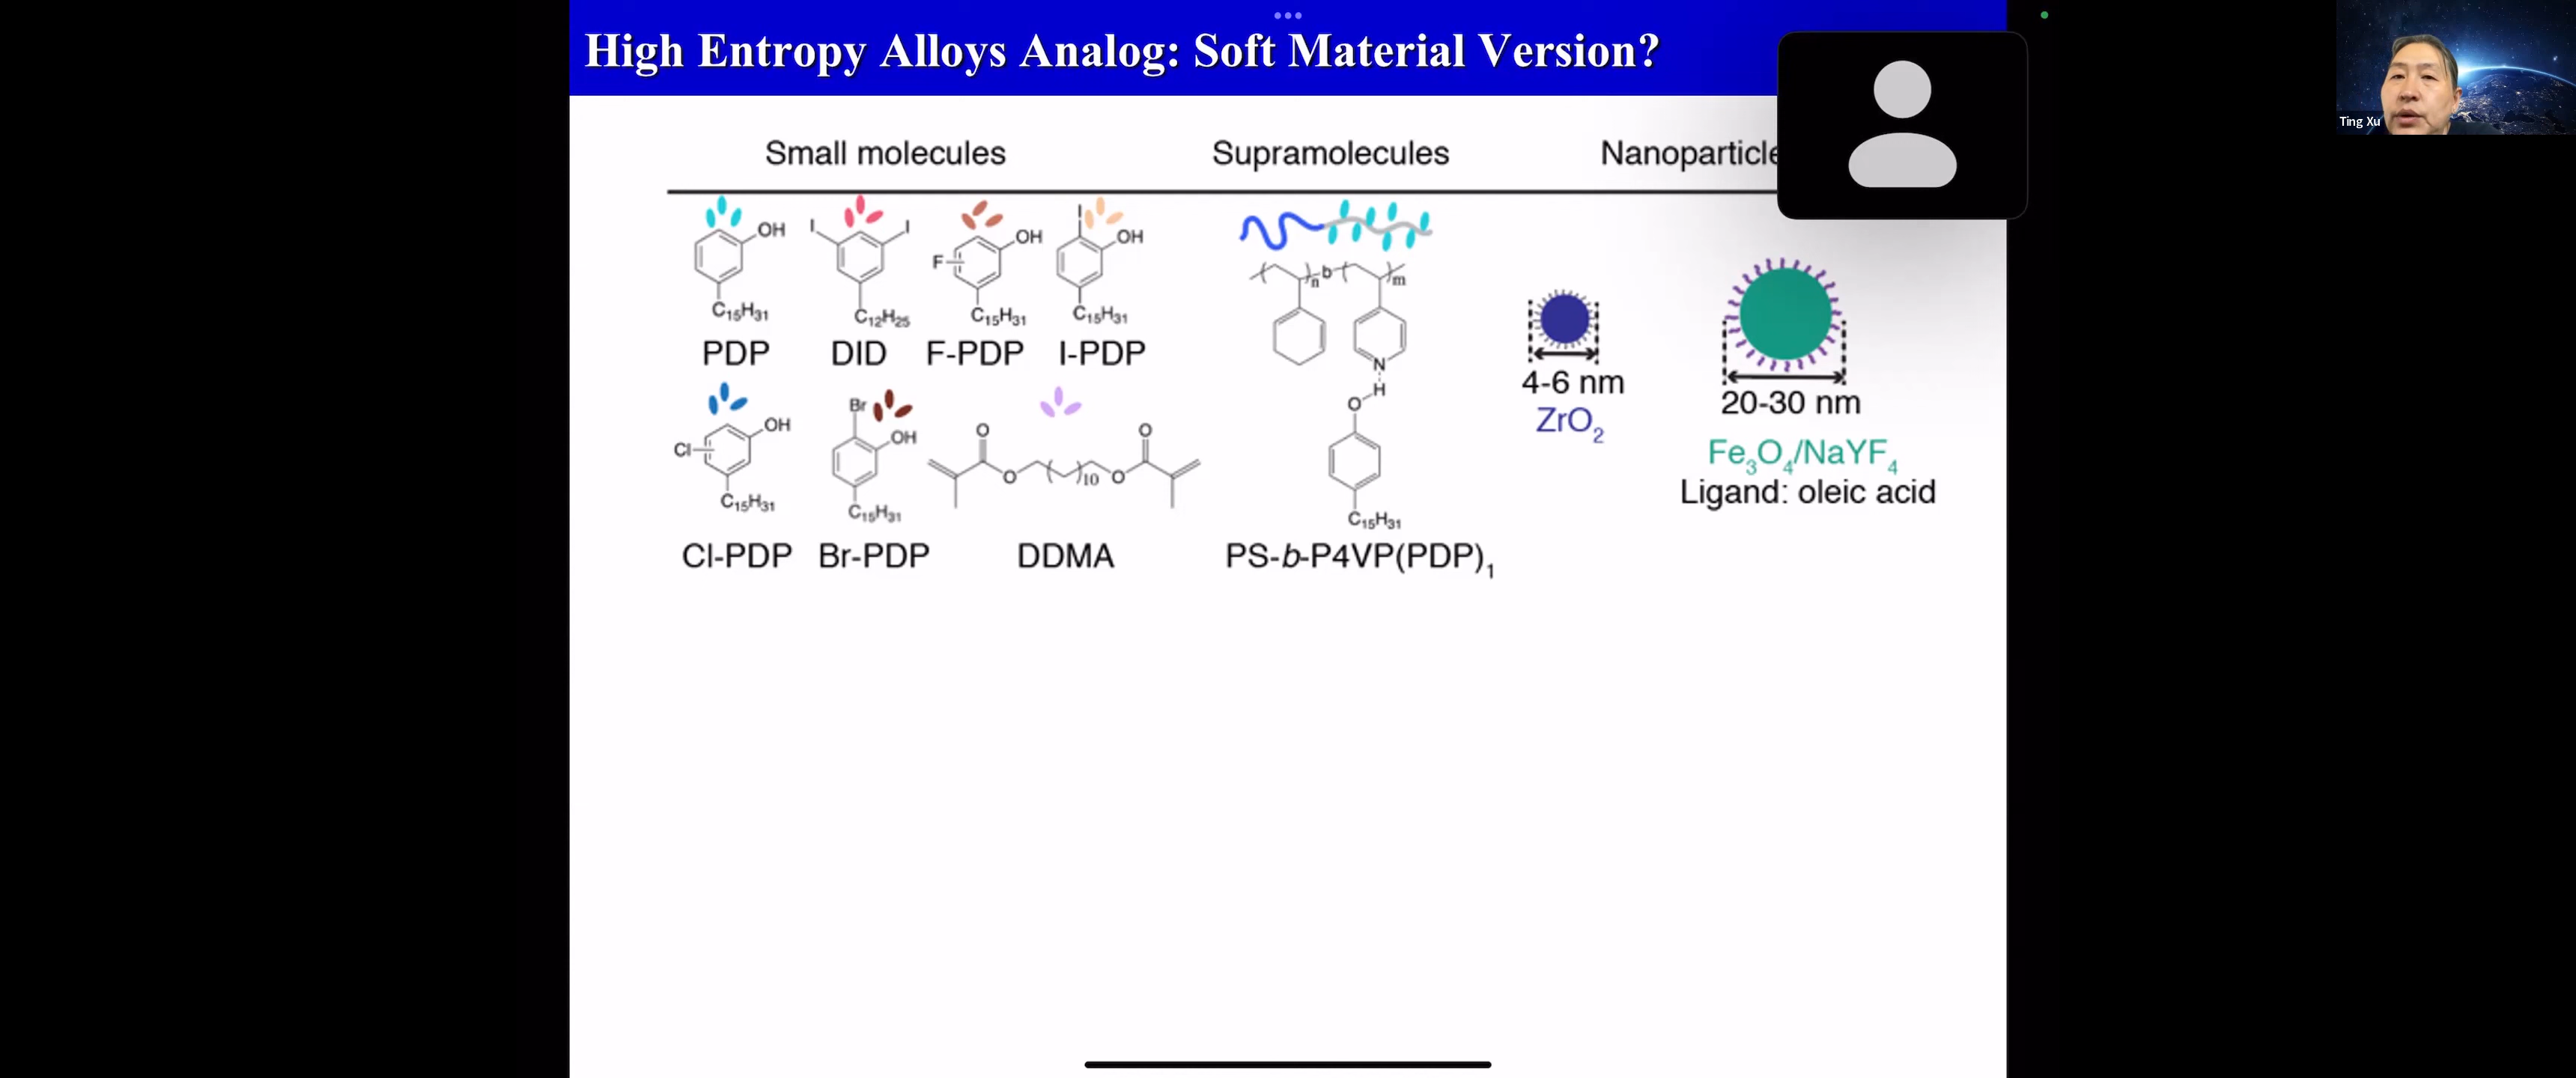 High Entropy Alloys Analog: Soft Material Version?
Ting Xu
Small molecules
Supramolecules
Nanoparticle
OH
C₁₅H₃₁
PDP
I
I
C₁₂H₂₅
DID
F
OH
C₁₅H₃₁
F-PDP
I
OH
C₁₅H₃₁
I-PDP
Cl
OH
C₁₅H₃₁
Cl-PDP
Br
OH
C₁₅H₃₁
Br-PDP
O
O
10
O
O
DDMA
n
b
m
N
H
O
C₁₅H₃₁
PS-b-P4VP(PDP)₁
4-6 nm
ZrO₂
20-30 nm
Fe₃O₄/NaYF₄
Ligand: oleic acid